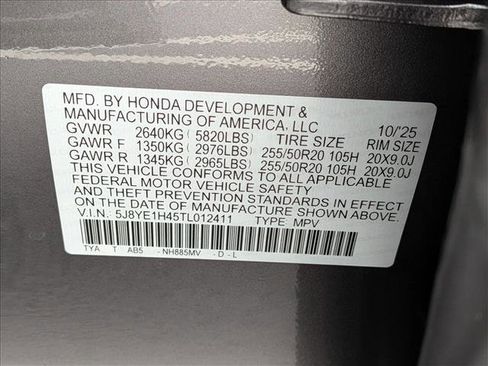 MFD. BY HONDA DEVELOPMENT &
MANUFACTURING OF AMERICA, LLC 10/'25
GVWR 2640KG ( 5820LBS) TIRE SIZE RIM SIZE
GAWR F 1350KG ( 2976LBS) 255/50R20 105H 20X9.0J
GAWR R 1345KG ( 2965LBS) 255/50R20 105H 20X9.0J
THIS VEHICLE CONFORMS TO ALL APPLICABLE
FEDERAL MOTOR VEHICLE SAFETY
AND THEFT PREVENTION STANDARDS IN EFFECT
ON THE DATE OF MANUFACTURE SHOWN ABOVE.
V.I.N.: 5J8YE1H45TL012411 TYPE: MPV
TYA T AB5 - NH885MV - D - L